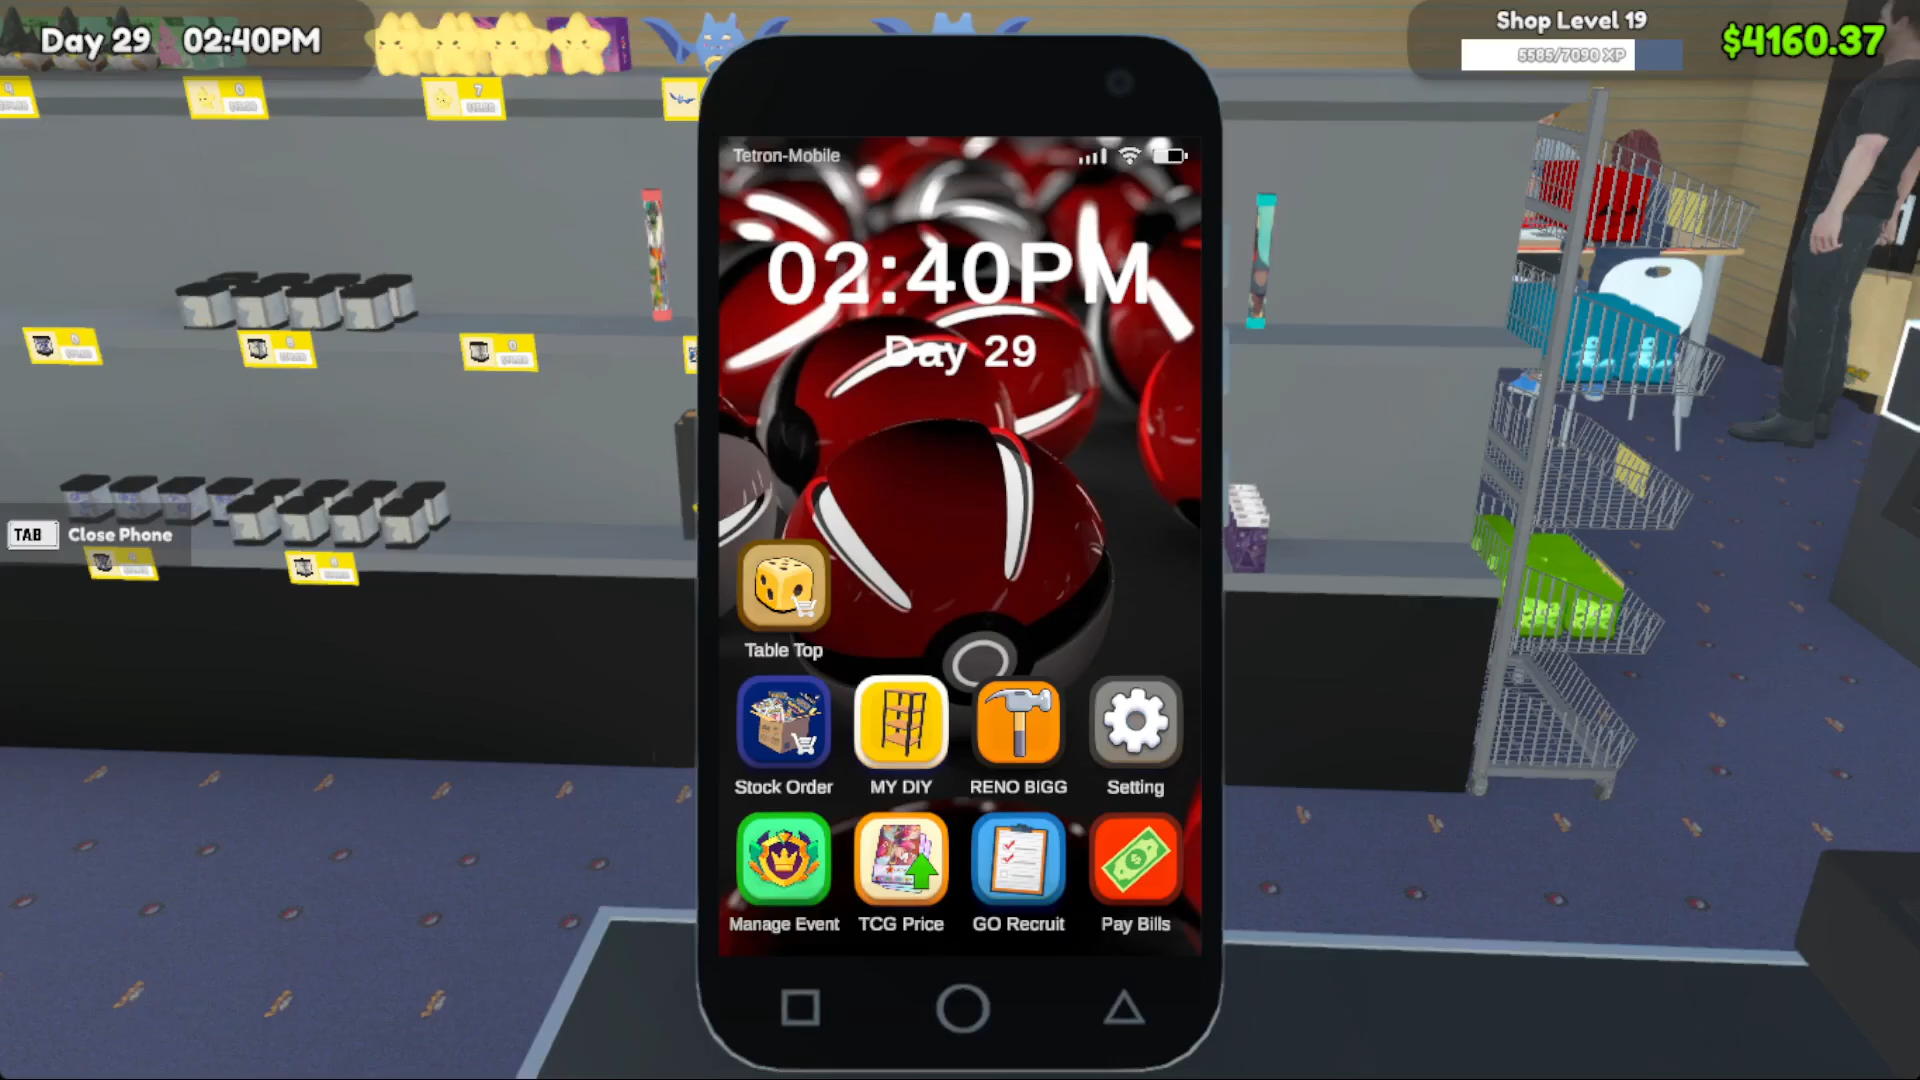 Day 29 02:40PM
Shop Level 19
5585/7090 XP
$4160.37
Tetron-Mobile
02:40PM
Day 29
TAB Close Phone
Table Top
Stock Order
MY DIY
RENO BIGG
Setting
Manage Event
TCG Price
GO Recruit
Pay Bills